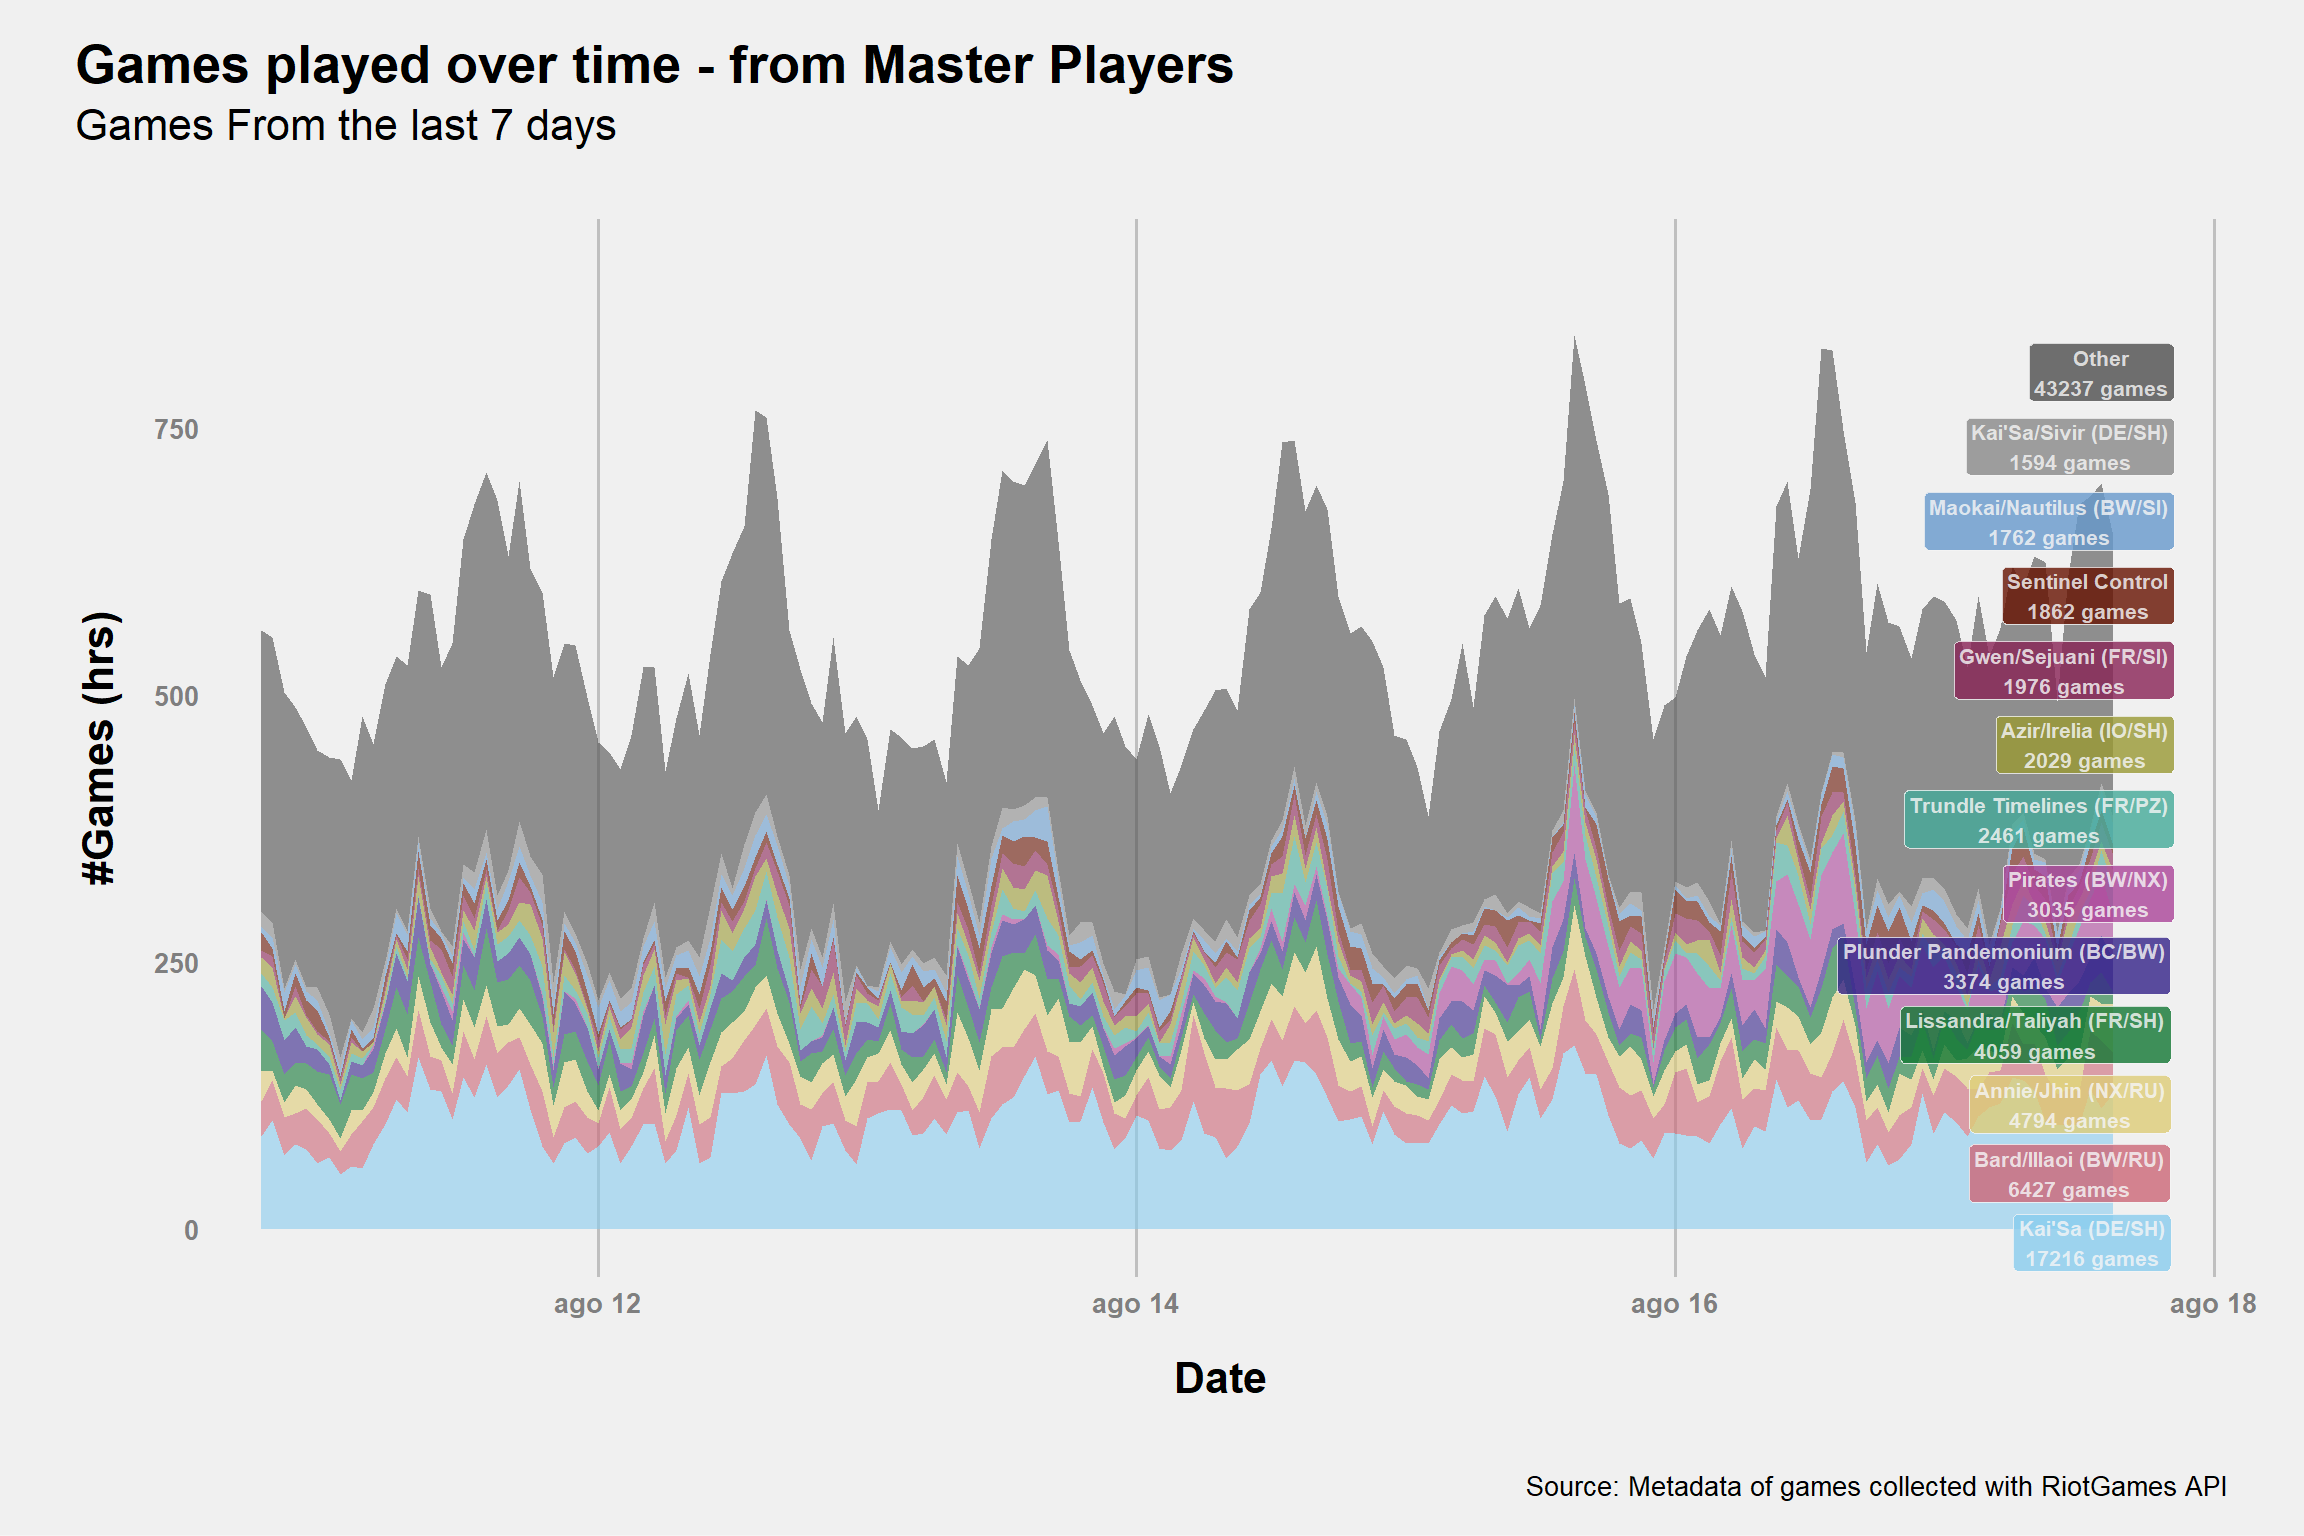 Games played over time - from Master Players
Games From the last 7 days
#Games (hrs)
750
500
250
0
Other
43237 games
Kai'Sa/Sivir (DE/SH)
1594 games
Maokai/Nautilus (BW/SI)
1762 games
Sentinel Control
1862 games
Gwen/Sejuani (FR/SI)
1976 games
Azir/Irelia (IO/SH)
2029 games
Trundle Timelines (FR/PZ)
2461 games
Pirates (BW/NX)
3035 games
Plunder Pandemonium (BC/BW)
3374 games
Lissandra/Taliyah (FR/SH)
4059 games
Annie/Jhin (NX/RU)
4794 games
Bard/Illaoi (BW/RU)
6427 games
Kai'Sa (DE/SH)
17216 games
ago 12
ago 14
ago 16
ago 18
Date
Source: Metadata of games collected with RiotGames API